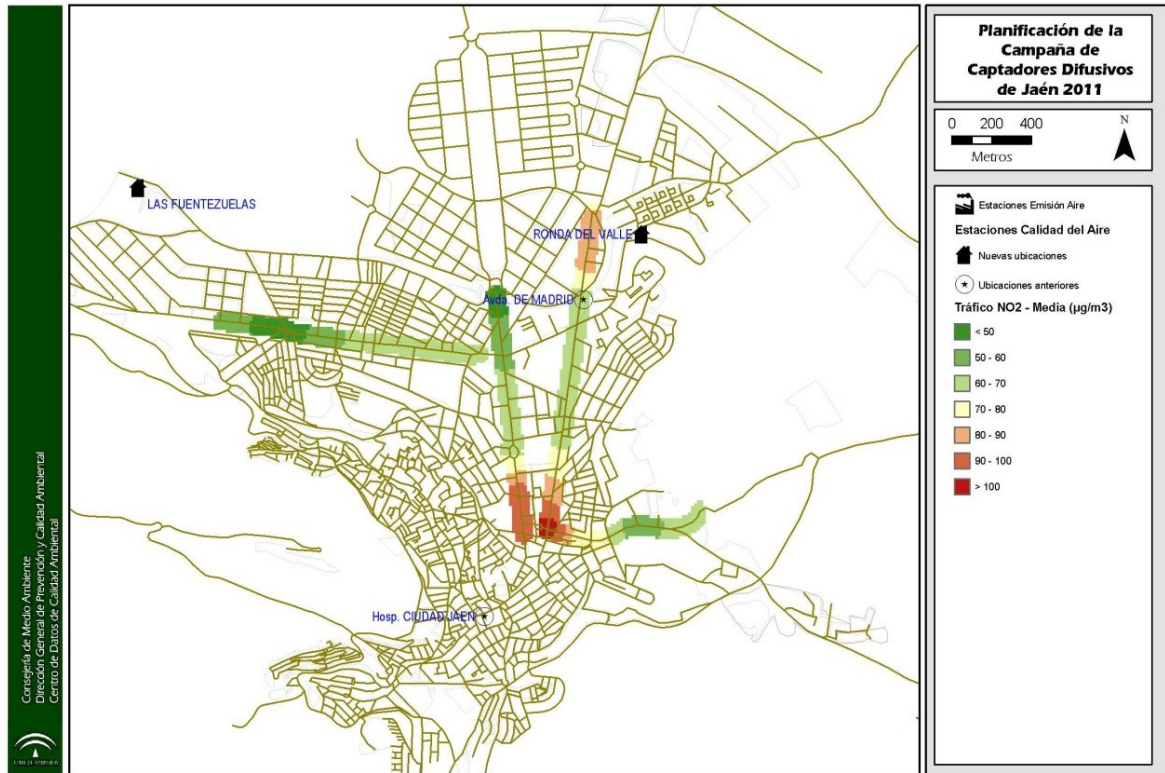 Consejería de Medio Ambiente
Dirección General de Prevención y Calidad Ambiental
Centro de Datos de Calidad Ambiental
JUNTA DE ANDALUCIA
LAS FUENTEZUELAS
RONDA DEL VALLE
Avda. DE MADRID
Hosp. CIUDAD JAEN
Planificación de la
Campaña de
Captadores Difusivos
de Jaén 2011
0 200 400
Metros
N
Estaciones Emisión Aire
Estaciones Calidad del Aire
Nuevas ubicaciones
Ubicaciones anteriores
Tráfico NO2 - Media (µg/m3)
< 50
50 - 60
60 - 70
70 - 80
80 - 90
90 - 100
> 100